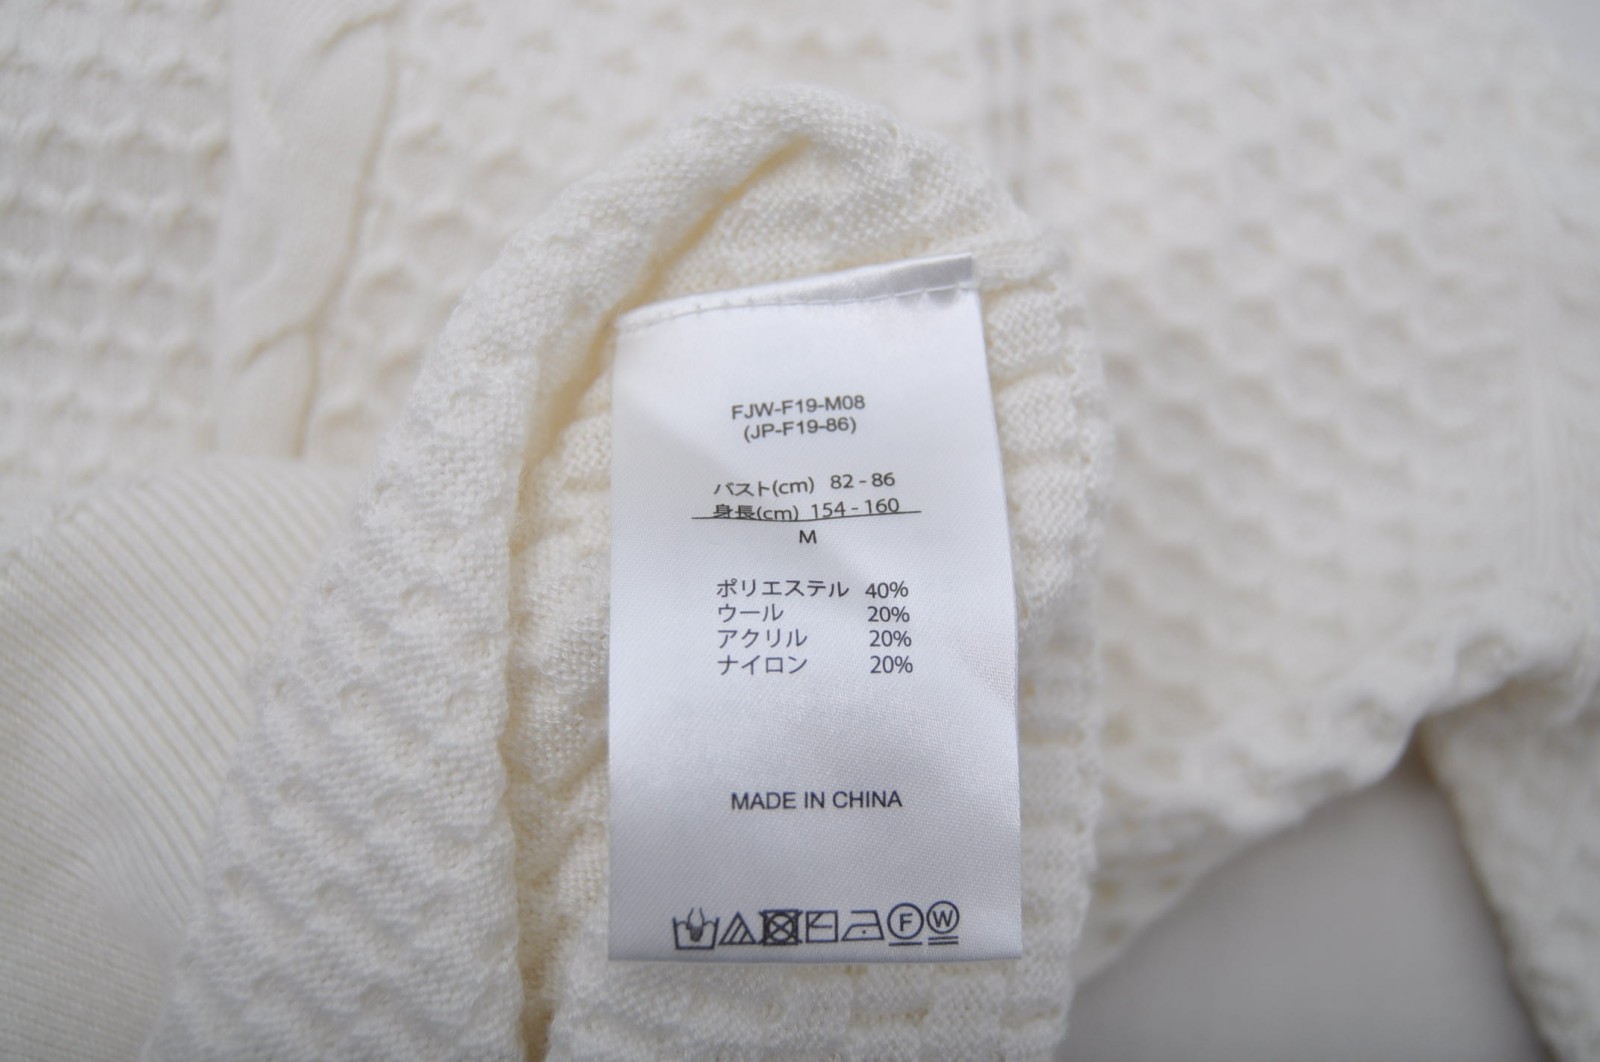 FJW-F19-M08
(JP-F19-86)
バスト(cm) 82 - 86
身長(cm) 154 - 160
M
ポリエステル 40%
ウール 20%
アクリル 20%
ナイロン 20%
MADE IN CHINA
F W